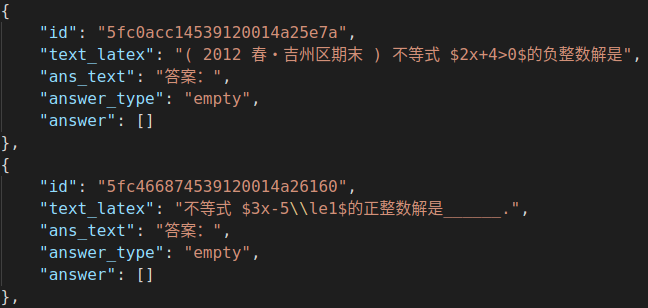 {
"id": "5fc0acc14539120014a25e7a",
"text_latex": "( 2012 春·吉州区期末 ) 不等式 $2x+4>0$的负整数解是",
"ans_text": "答案：",
"answer_type": "empty",
"answer": []
},
{
"id": "5fc466874539120014a26160",
"text_latex": "不等式 $3x-5\\le1$的正整数解是______.",
"ans_text": "答案：",
"answer_type": "empty",
"answer": []
},